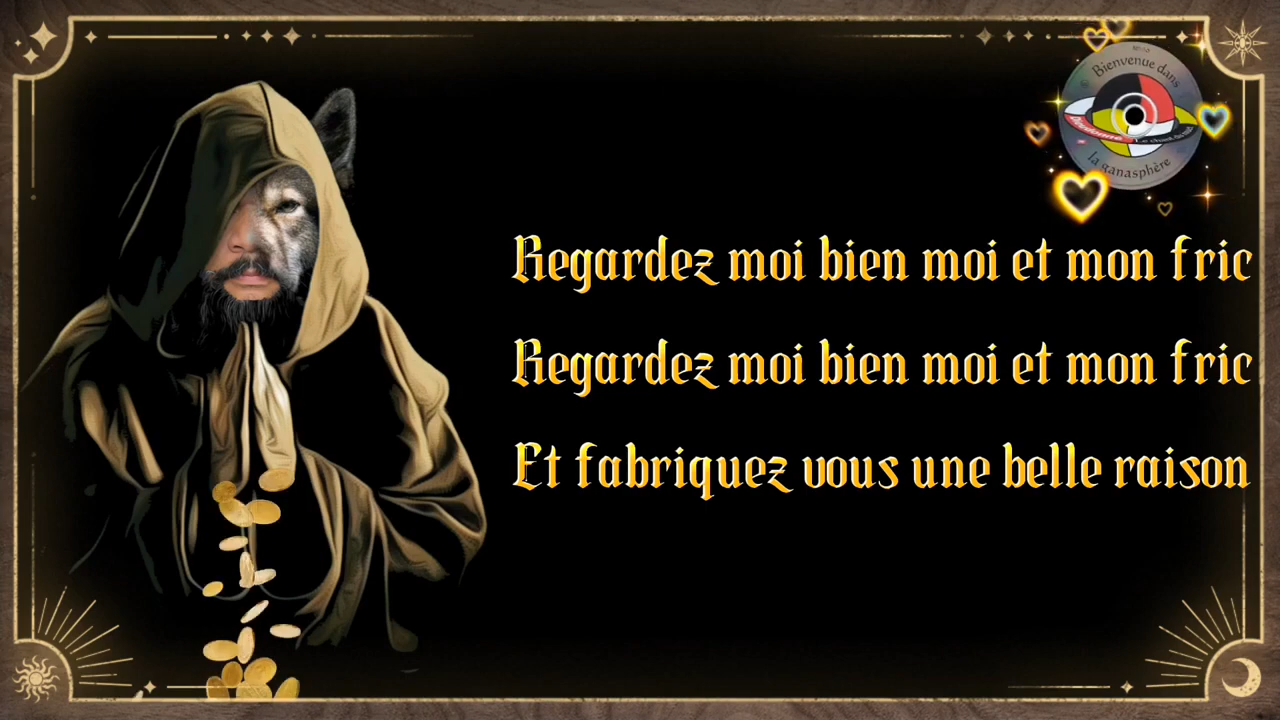 Bienvenue dans
la ganasphère
Regardez moi bien moi et mon fric
Regardez moi bien moi et mon fric
Et fabriquez vous une belle raison